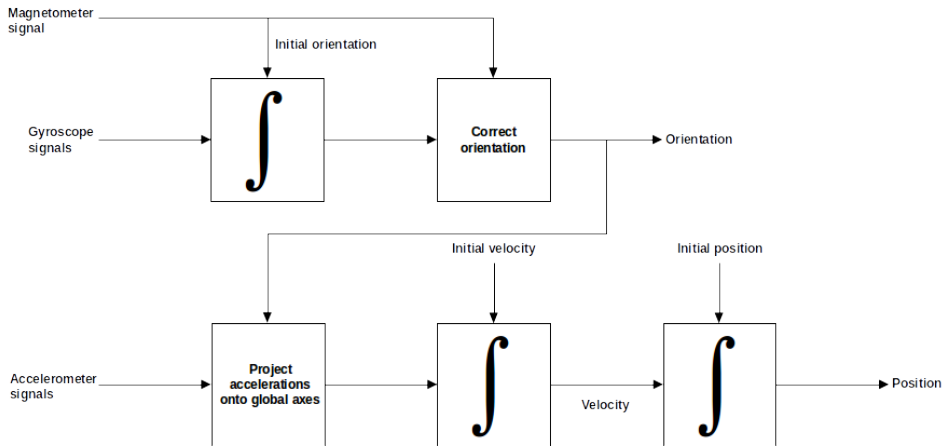 Magnetometer
signal
Initial orientation
∫
Gyroscope
signals
Correct
orientation
Orientation
Initial velocity
Initial position
Project
accelerations
onto global axes
∫
∫
Accelerometer
signals
Velocity
Position